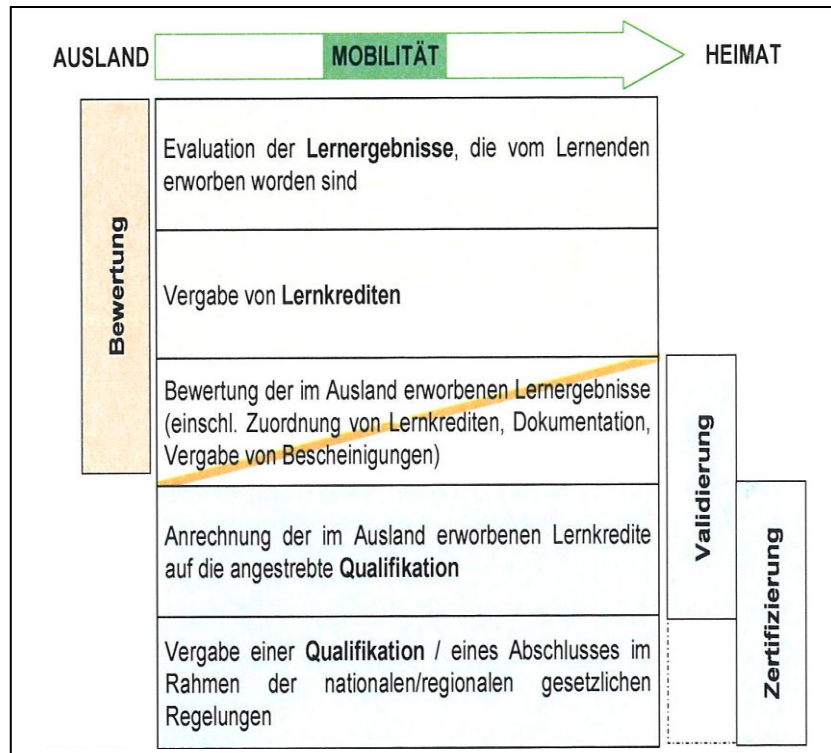 AUSLAND MOBILITÄT HEIMAT
Bewertung
Evaluation der Lernergebnisse, die vom Lernenden
erworben worden sind
Vergabe von Lernkrediten
Bewertung der im Ausland erworbenen Lernergebnisse
(einschl. Zuordnung von Lernkrediten, Dokumentation,
Vergabe von Bescheinigungen)
Anrechnung der im Ausland erworbenen Lernkredite
auf die angestrebte Qualifikation
Vergabe einer Qualifikation / eines Abschlusses im
Rahmen der nationalen/regionalen gesetzlichen
Regelungen
Validierung
Zertifizierung